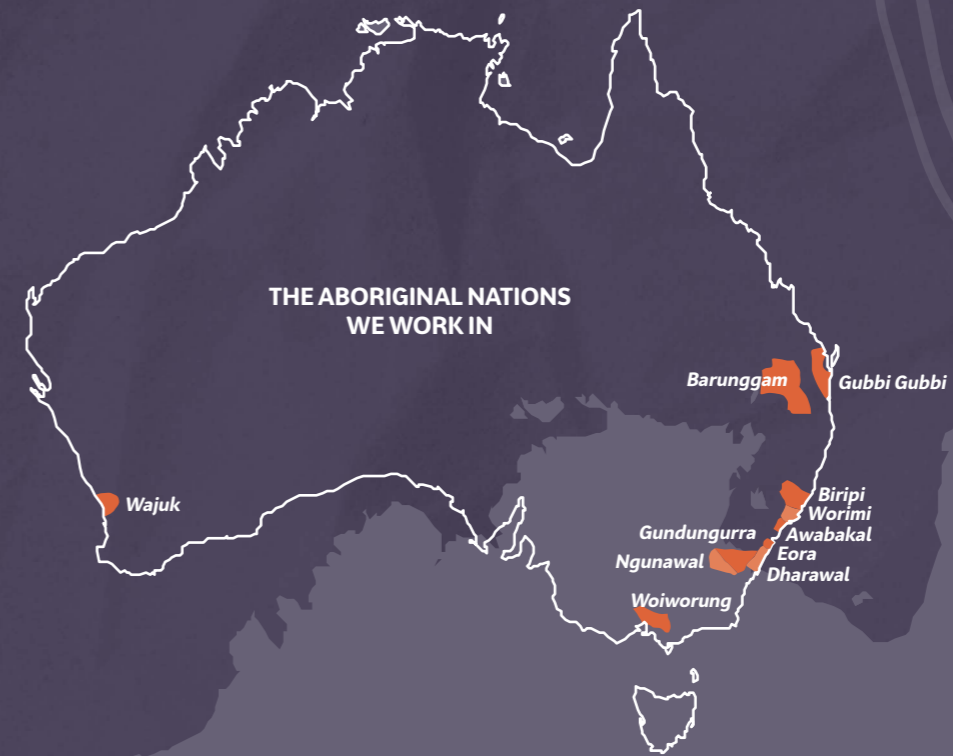 THE ABORIGINAL NATIONS
WE WORK IN
Barunggam
Gubbi Gubbi
Wajuk
Biripi
Worimi
Awabakal
Gundungurra
Eora
Ngunawal
Dharawal
Woiworung